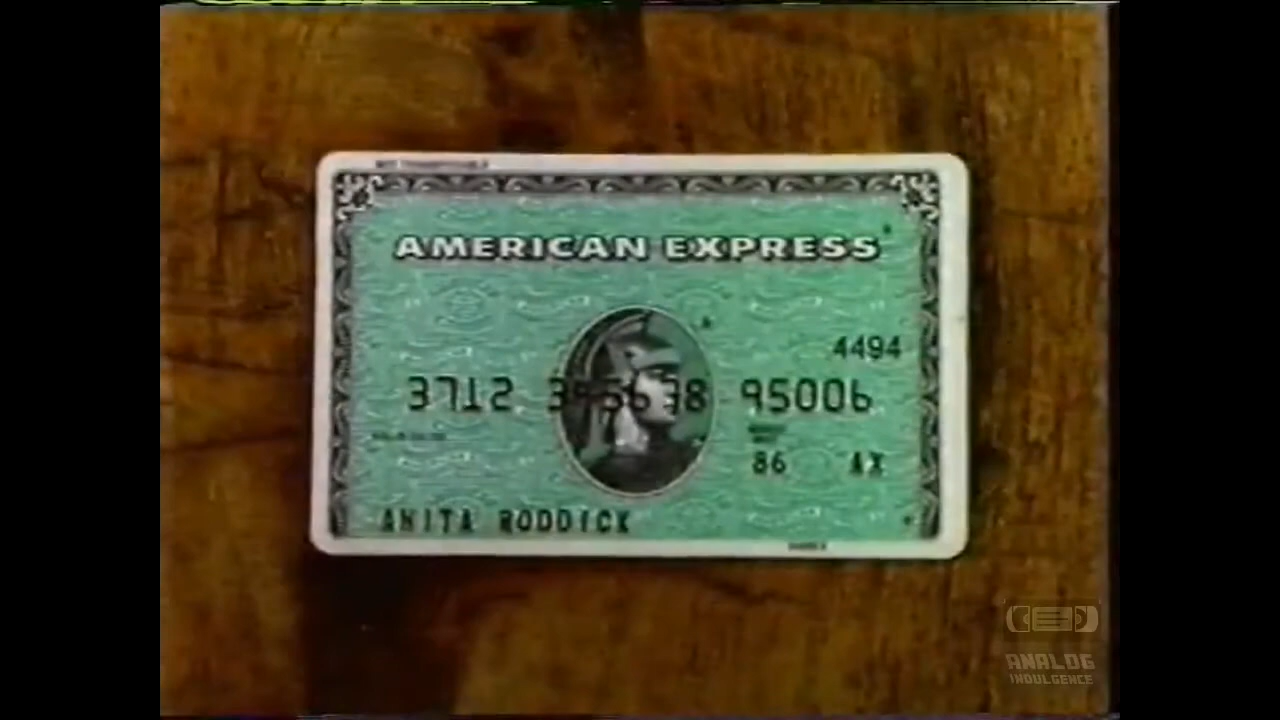 AMERICAN EXPRESS
4494
3712 95006
86 AX
ANITA RODDICK
ANALOG
INDULGENCE